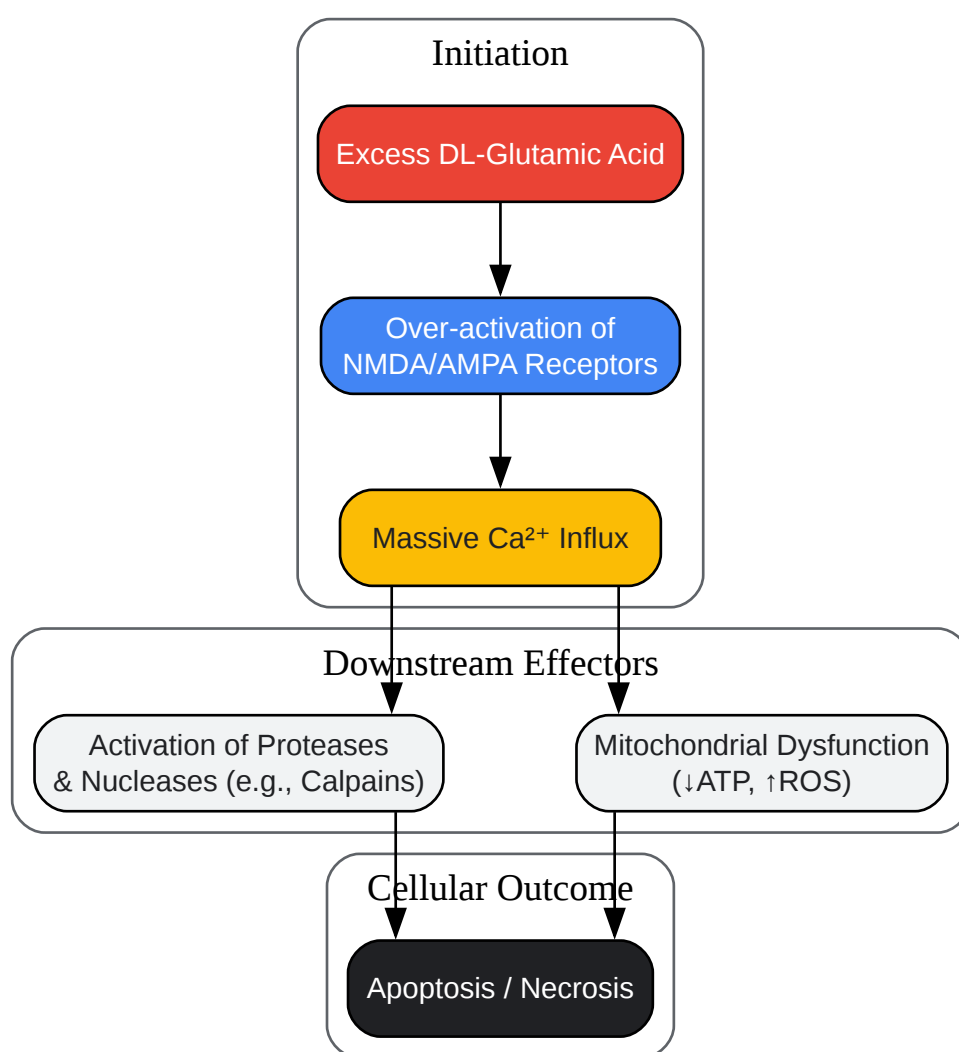 Initiation
Excess DL-Glutamic Acid
Over-activation of
NMDA/AMPA Receptors
Massive Ca²⁺ Influx
Downstream Effectors
Activation of Proteases
& Nucleases (e.g., Calpains)
Mitochondrial Dysfunction
(↓ATP, ↑ROS)
Cellular Outcome
Apoptosis / Necrosis